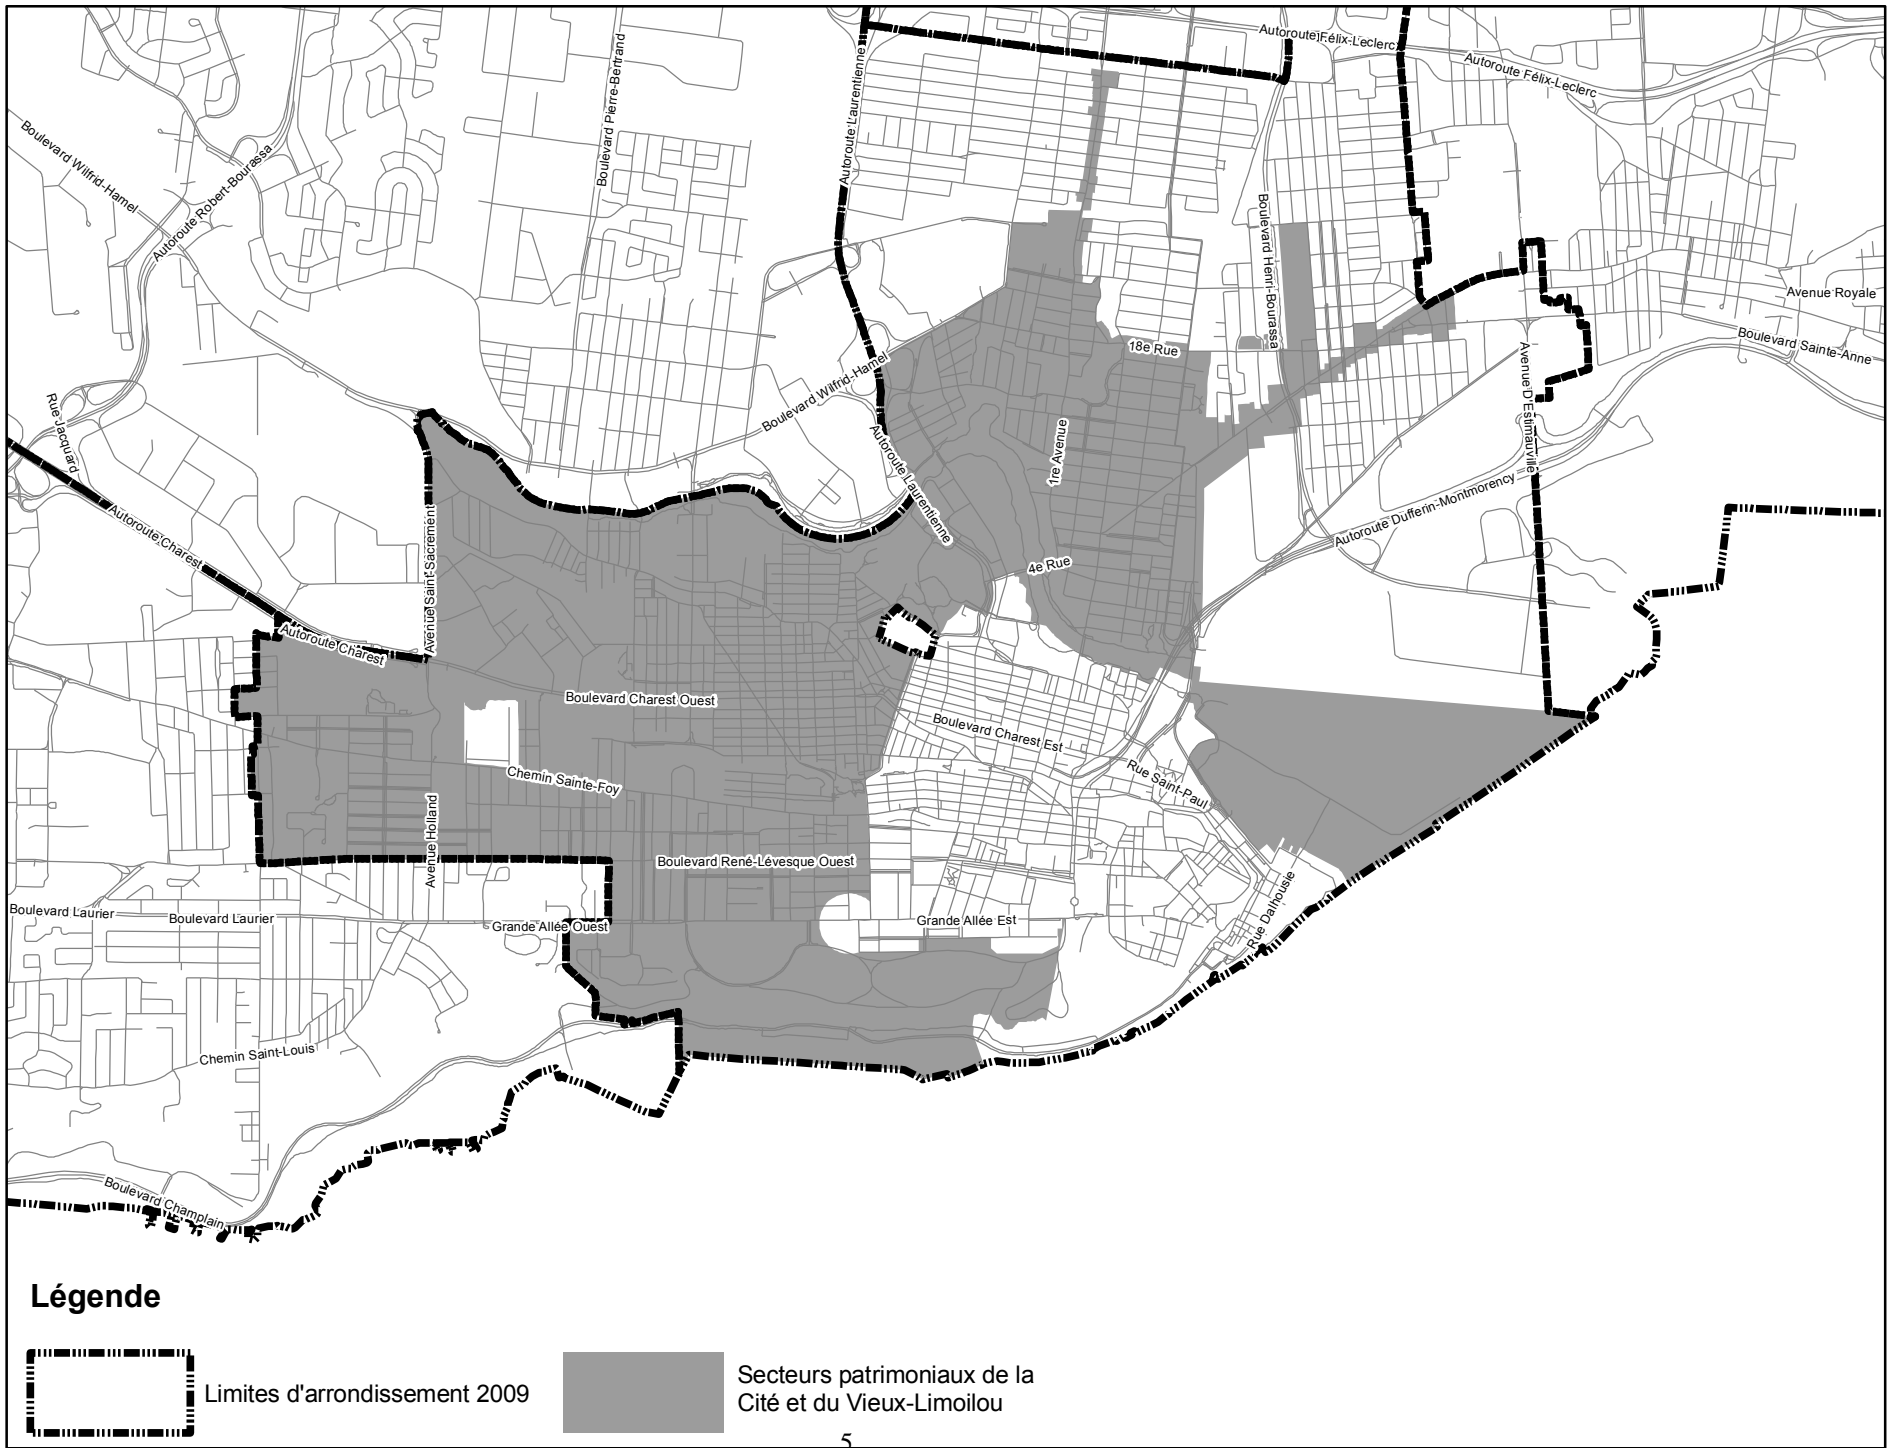 Autoroute Félix-Leclerc
Autoroute Félix-Leclerc
Boulevard Pierre-Bertrand
Autoroute Laurentienne
Boulevard Wilfrid-Hamel
Autoroute Robert-Bourassa
Boulevard Henri-Bourassa
Avenue Royale
Boulevard Sainte-Anne
18e Rue
Avenue D'Estimauville
Boulevard Wilfrid-Hamel
Rue Jacquard
Autoroute Laurentienne
1re Avenue
Autoroute Dufferin-Montmorency
Autoroute Charest
Avenue Saint-Sacrement
4e Rue
Autoroute Charest
Boulevard Charest Ouest
Boulevard Charest Est
Rue Saint-Paul
Chemin Sainte-Foy
Avenue Holland
Boulevard René-Lévesque Ouest
Rue Dalhousie
Boulevard Laurier
Boulevard Laurier
Grande Allée Ouest
Grande Allée Est
Chemin Saint-Louis
Boulevard Champlain
Légende
Limites d'arrondissement 2009
Secteurs patrimoniaux de la
Cité et du Vieux-Limoilou
5